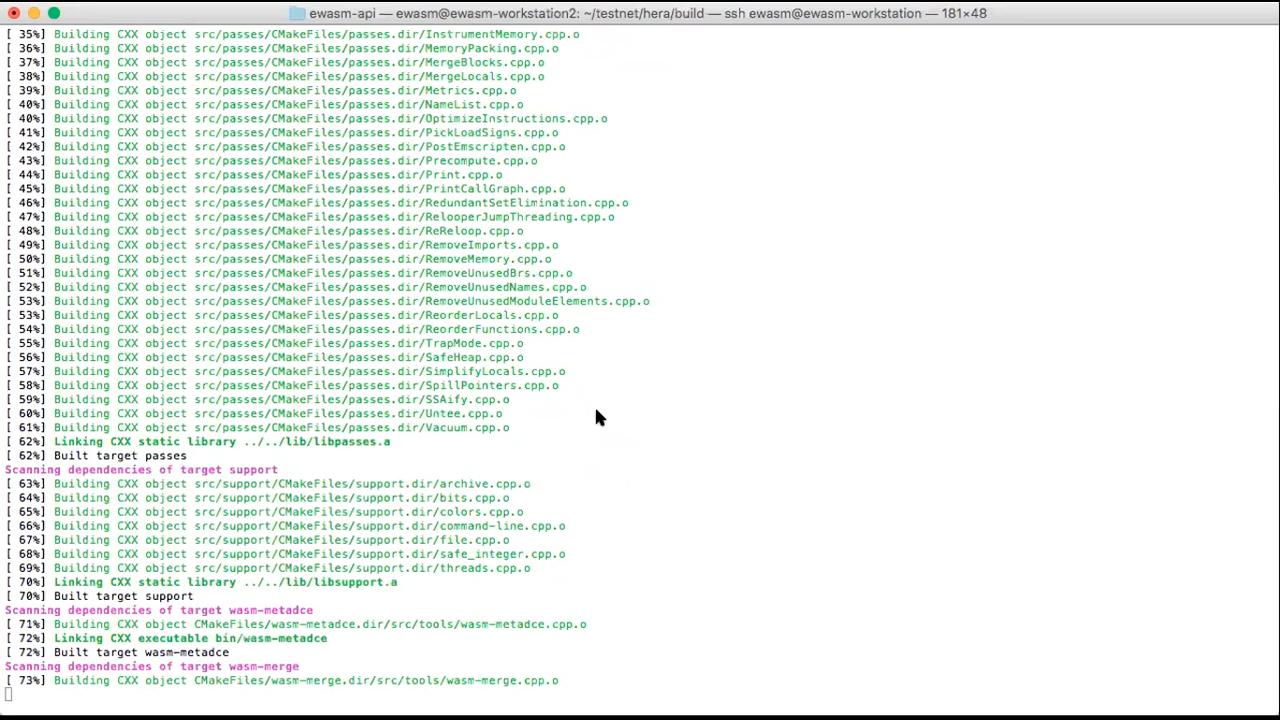 ewasm-api — ewasm@ewasm-workstation2: ~/testnet/hera/build — ssh ewasm@ewasm-workstation — 181×48
[ 35%] Building CXX object src/passes/CMakeFiles/passes.dir/InstrumentMemory.cpp.o
[ 36%] Building CXX object src/passes/CMakeFiles/passes.dir/MemoryPacking.cpp.o
[ 37%] Building CXX object src/passes/CMakeFiles/passes.dir/MergeBlocks.cpp.o
[ 38%] Building CXX object src/passes/CMakeFiles/passes.dir/MergeLocals.cpp.o
[ 39%] Building CXX object src/passes/CMakeFiles/passes.dir/Metrics.cpp.o
[ 40%] Building CXX object src/passes/CMakeFiles/passes.dir/NameList.cpp.o
[ 40%] Building CXX object src/passes/CMakeFiles/passes.dir/OptimizeInstructions.cpp.o
[ 41%] Building CXX object src/passes/CMakeFiles/passes.dir/PickLoadSigns.cpp.o
[ 42%] Building CXX object src/passes/CMakeFiles/passes.dir/PostEmscripten.cpp.o
[ 43%] Building CXX object src/passes/CMakeFiles/passes.dir/Precompute.cpp.o
[ 44%] Building CXX object src/passes/CMakeFiles/passes.dir/Print.cpp.o
[ 45%] Building CXX object src/passes/CMakeFiles/passes.dir/PrintCallGraph.cpp.o
[ 46%] Building CXX object src/passes/CMakeFiles/passes.dir/RedundantSetElimination.cpp.o
[ 47%] Building CXX object src/passes/CMakeFiles/passes.dir/RelooperJumpThreading.cpp.o
[ 48%] Building CXX object src/passes/CMakeFiles/passes.dir/ReReloop.cpp.o
[ 49%] Building CXX object src/passes/CMakeFiles/passes.dir/RemoveImports.cpp.o
[ 50%] Building CXX object src/passes/CMakeFiles/passes.dir/RemoveMemory.cpp.o
[ 51%] Building CXX object src/passes/CMakeFiles/passes.dir/RemoveUnusedBrs.cpp.o
[ 52%] Building CXX object src/passes/CMakeFiles/passes.dir/RemoveUnusedNames.cpp.o
[ 53%] Building CXX object src/passes/CMakeFiles/passes.dir/RemoveUnusedModuleElements.cpp.o
[ 53%] Building CXX object src/passes/CMakeFiles/passes.dir/ReorderLocals.cpp.o
[ 54%] Building CXX object src/passes/CMakeFiles/passes.dir/ReorderFunctions.cpp.o
[ 55%] Building CXX object src/passes/CMakeFiles/passes.dir/TrapMode.cpp.o
[ 56%] Building CXX object src/passes/CMakeFiles/passes.dir/SafeHeap.cpp.o
[ 57%] Building CXX object src/passes/CMakeFiles/passes.dir/SimplifyLocals.cpp.o
[ 58%] Building CXX object src/passes/CMakeFiles/passes.dir/SpillPointers.cpp.o
[ 59%] Building CXX object src/passes/CMakeFiles/passes.dir/SSAify.cpp.o
[ 60%] Building CXX object src/passes/CMakeFiles/passes.dir/Untee.cpp.o
[ 61%] Building CXX object src/passes/CMakeFiles/passes.dir/Vacuum.cpp.o
[ 62%] Linking CXX static library ../../lib/libpasses.a
[ 62%] Built target passes
Scanning dependencies of target support
[ 63%] Building CXX object src/support/CMakeFiles/support.dir/archive.cpp.o
[ 64%] Building CXX object src/support/CMakeFiles/support.dir/bits.cpp.o
[ 65%] Building CXX object src/support/CMakeFiles/support.dir/colors.cpp.o
[ 66%] Building CXX object src/support/CMakeFiles/support.dir/command-line.cpp.o
[ 67%] Building CXX object src/support/CMakeFiles/support.dir/file.cpp.o
[ 68%] Building CXX object src/support/CMakeFiles/support.dir/safe_integer.cpp.o
[ 69%] Building CXX object src/support/CMakeFiles/support.dir/threads.cpp.o
[ 70%] Linking CXX static library ../../lib/libsupport.a
[ 70%] Built target support
Scanning dependencies of target wasm-metadce
[ 71%] Building CXX object CMakeFiles/wasm-metadce.dir/src/tools/wasm-metadce.cpp.o
[ 72%] Linking CXX executable bin/wasm-metadce
[ 72%] Built target wasm-metadce
Scanning dependencies of target wasm-merge
[ 73%] Building CXX object CMakeFiles/wasm-merge.dir/src/tools/wasm-merge.cpp.o